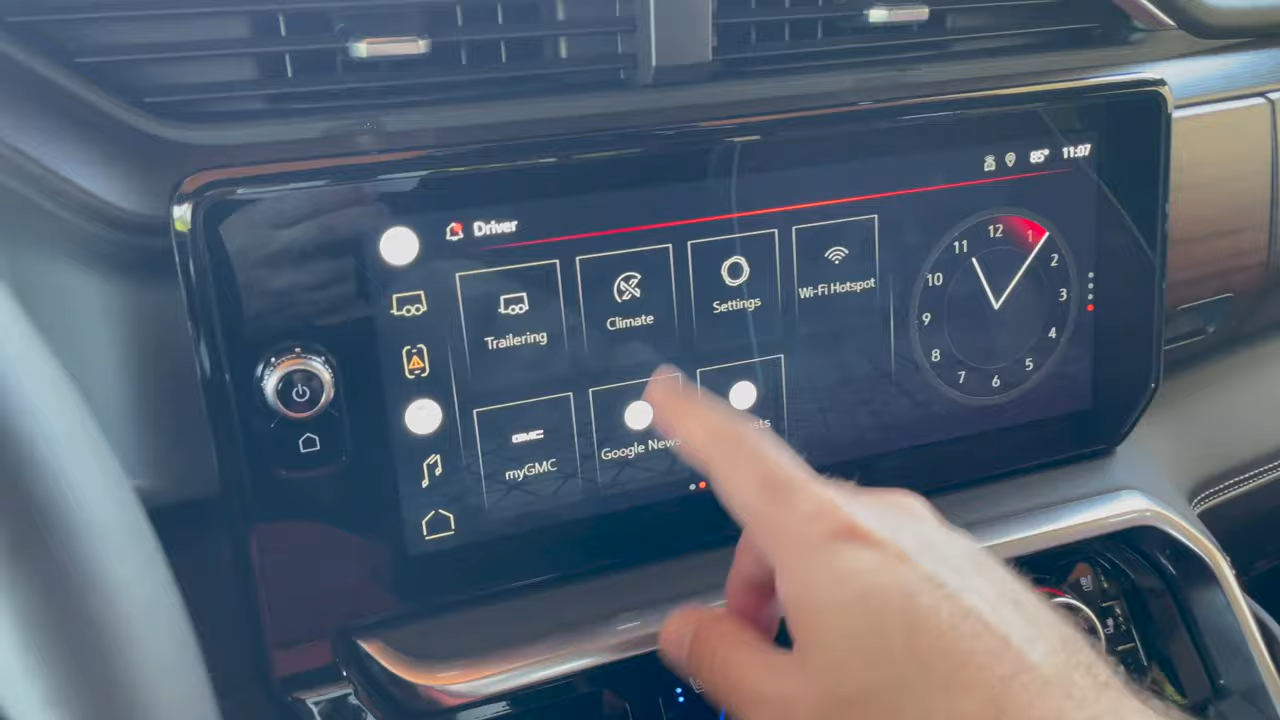 85° 11:07
Driver
Trailering
Climate
Settings
Wi-Fi Hotspot
GMC
myGMC
Google News
12
1
2
3
4
5
6
7
8
9
10
11